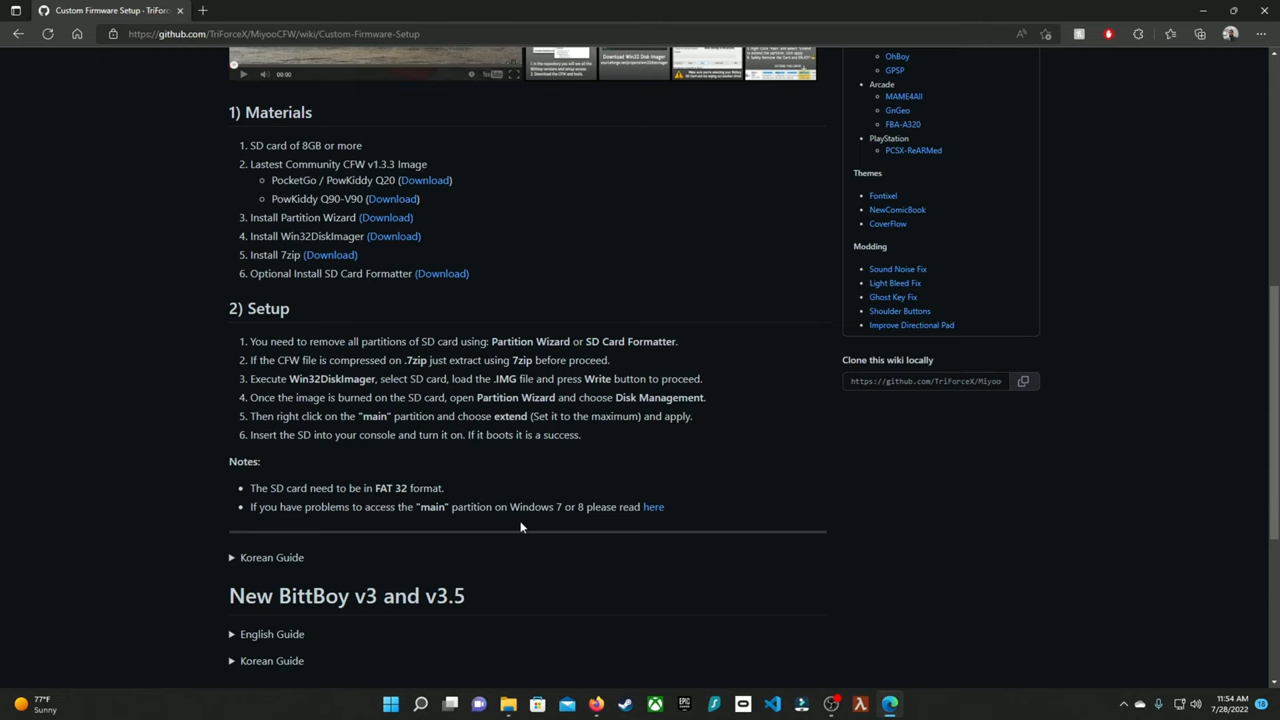 Custom Firmware Setup · TriForc
https://github.com/TriForceX/MiyooCFW/wiki/Custom-Firmware-Setup
00:00
Download Win32 Disk Imager
1) Materials
1. SD card of 8GB or more
2. Lastest Community CFW v1.3.3 Image
PocketGo / PowKiddy Q20 (Download)
PowKiddy Q90-V90 (Download)
3. Install Partition Wizard (Download)
4. Install Win32DiskImager (Download)
5. Install 7zip (Download)
6. Optional Install SD Card Formatter (Download)
2) Setup
1. You need to remove all partitions of SD card using: Partition Wizard or SD Card Formatter.
2. If the CFW file is compressed on .7zip just extract using 7zip before proceed.
3. Execute Win32DiskImager, select SD card, load the .IMG file and press Write button to proceed.
4. Once the image is burned on the SD card, open Partition Wizard and choose Disk Management.
5. Then right click on the "main" partition and choose extend (Set it to the maximum) and apply.
6. Insert the SD into your console and turn it on. If it boots it is a success.
Notes:
The SD card need to be in FAT 32 format.
If you have problems to access the "main" partition on Windows 7 or 8 please read here
Korean Guide
New BittBoy v3 and v3.5
English Guide
Korean Guide
OhBoy
GPSP
Arcade
MAME4All
GnGeo
FBA-A320
PlayStation
PCSX-ReARMed
Themes
Fontixel
NewComicBook
CoverFlow
Modding
Sound Noise Fix
Light Bleed Fix
Ghost Key Fix
Shoulder Buttons
Improve Directional Pad
Clone this wiki locally
https://github.com/TriForceX/Miyoo
77°F
Sunny
11:54 AM
7/28/2022
18